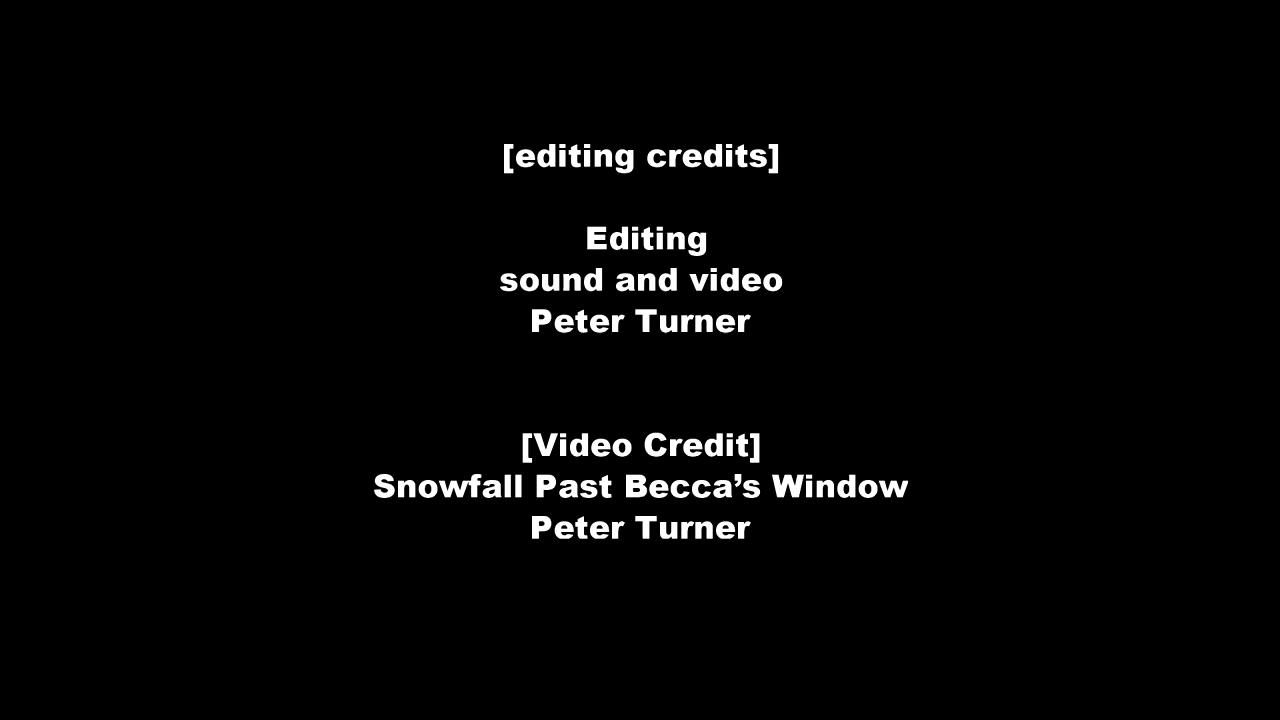 [editing credits]
Editing
sound and video
Peter Turner
[Video Credit]
Snowfall Past Becca’s Window
Peter Turner